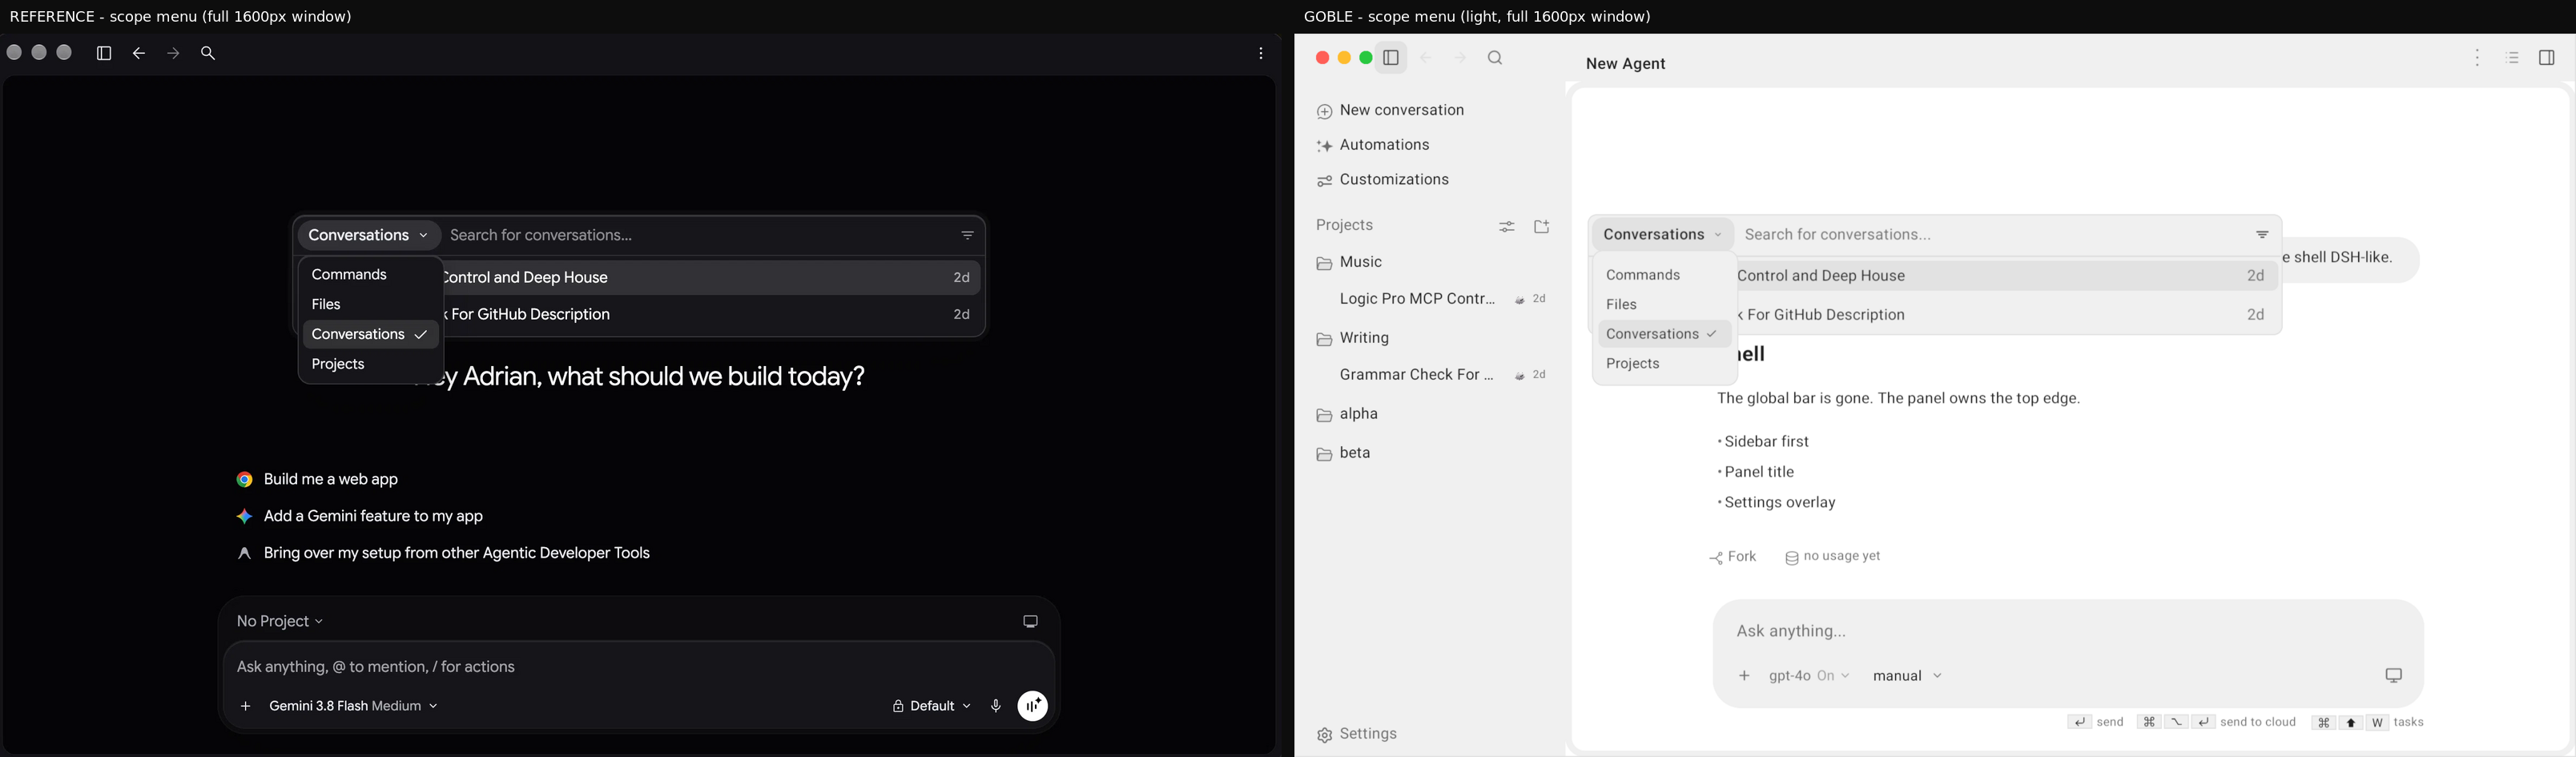 REFERENCE - scope menu (full 1600px window)
Conversations
Search for conversations...
Commands
Control and Deep House
2d
Files
Conversations
For GitHub Description
2d
Projects
ey Adrian, what should we build today?
Build me a web app
Add a Gemini feature to my app
Bring over my setup from other Agentic Developer Tools
No Project
Ask anything, @ to mention, / for actions
+ Gemini 3.8 Flash Medium
Default
GOBLE - scope menu (light, full 1600px window)
New Agent
New conversation
Automations
Customizations
Projects
Music
Logic Pro MCP Contr...
2d
Writing
Grammar Check For ...
2d
alpha
beta
Settings
Conversations
Search for conversations...
e shell DSH-like.
Commands
Control and Deep House
2d
Files
Conversations
k For GitHub Description
2d
Projects
ell
The global bar is gone. The panel owns the top edge.
• Sidebar first
• Panel title
• Settings overlay
Fork
no usage yet
Ask anything...
+ gpt-4o On
manual
send
⌘ ⌥ send to cloud
⌘ W tasks